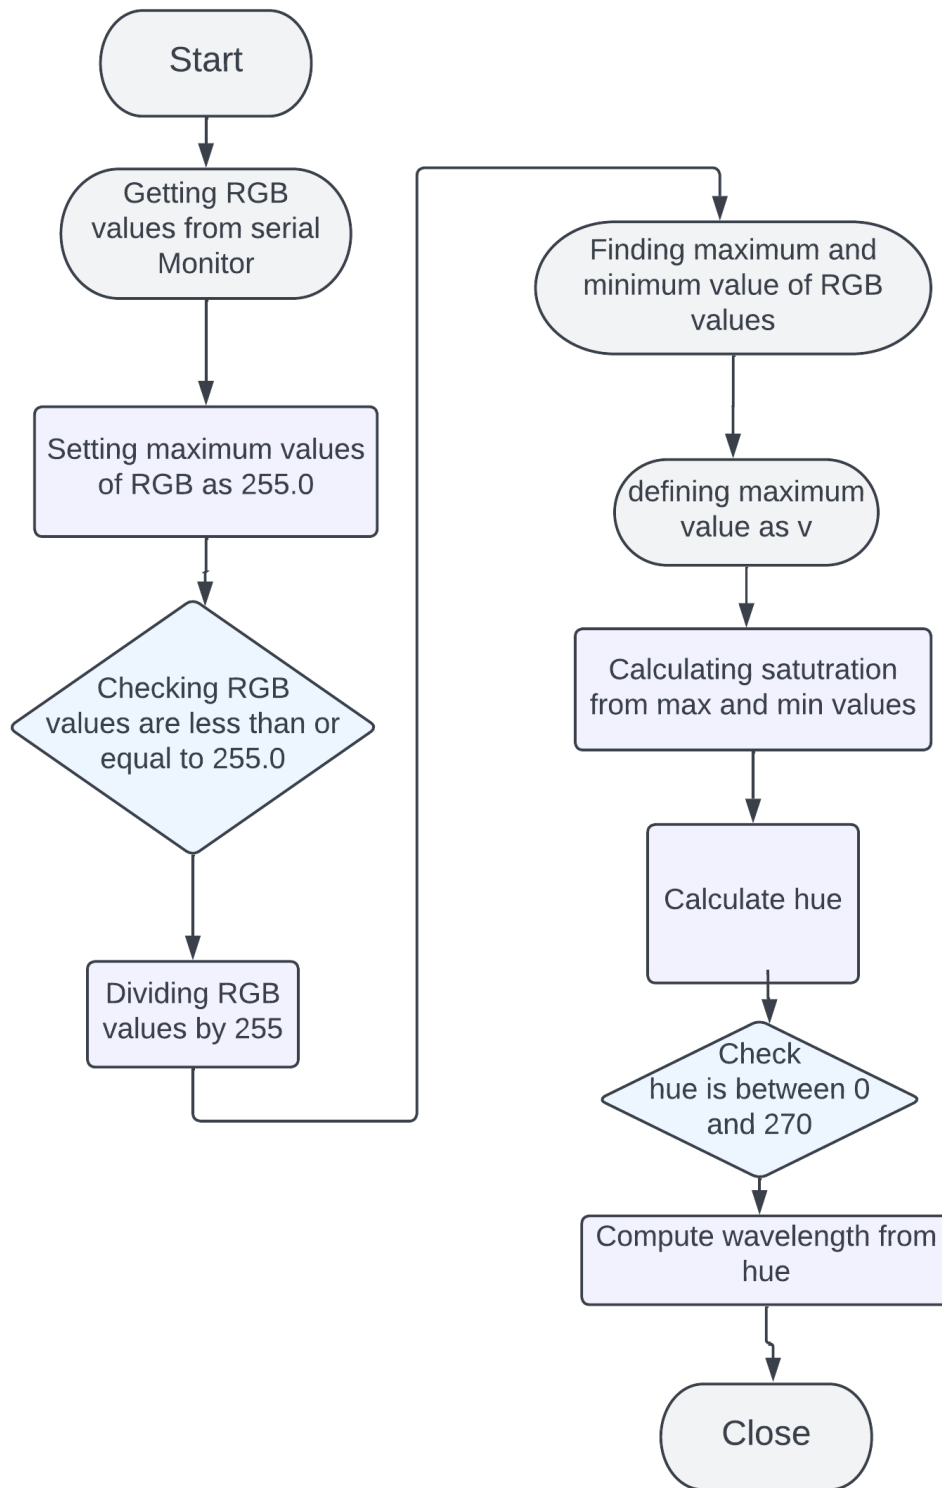 Start
Getting RGB
values from serial
Monitor
Setting maximum values
of RGB as 255.0
Checking RGB
values are less than or
equal to 255.0
Dividing RGB
values by 255
Finding maximum and
minimum value of RGB
values
defining maximum
value as v
Calculating satutration
from max and min values
Calculate hue
Check
hue is between 0
and 270
Compute wavelength from
hue
Close